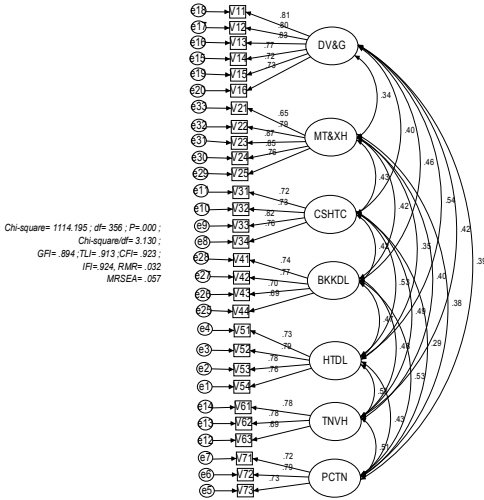 e18 V11 .81
e17 V12 .80
e16 V13 .83
e15 V14 .77
e19 V15 .72
e20 V16 .73
DV&G
e33 V21 .65
e32 V22 .79
e31 V23 .87
e30 V24 .85
e29 V25 .76
MT&XH
e11 V31 .72
e10 V32 .73
e9 V33 .82
e8 V34 .76
CSHTC
e28 V41 .74
e27 V42 .77
e26 V43 .70
e25 V44 .69
BKKDL
e4 V51 .73
e3 V52 .79
e2 V53 .78
e1 V54 .76
HTDL
e14 V61 .78
e13 V62 .78
e12 V63 .69
TNVH
e7 V71 .72
e6 V72 .79
e5 V73 .73
PCTN
.34
.40
.46
.54
.42
.39
.43
.42
.35
.40
.38
.53
.49
.29
.53
.43
.51
Chi-square= 1114.195 ; df= 356 ; P=.000 ;
Chi-square/df= 3.130 ;
GFI= .894 ;TLI= .913 ;CFI= .923 ;
IFI=.924, RMR= .032
MRSEA= .057